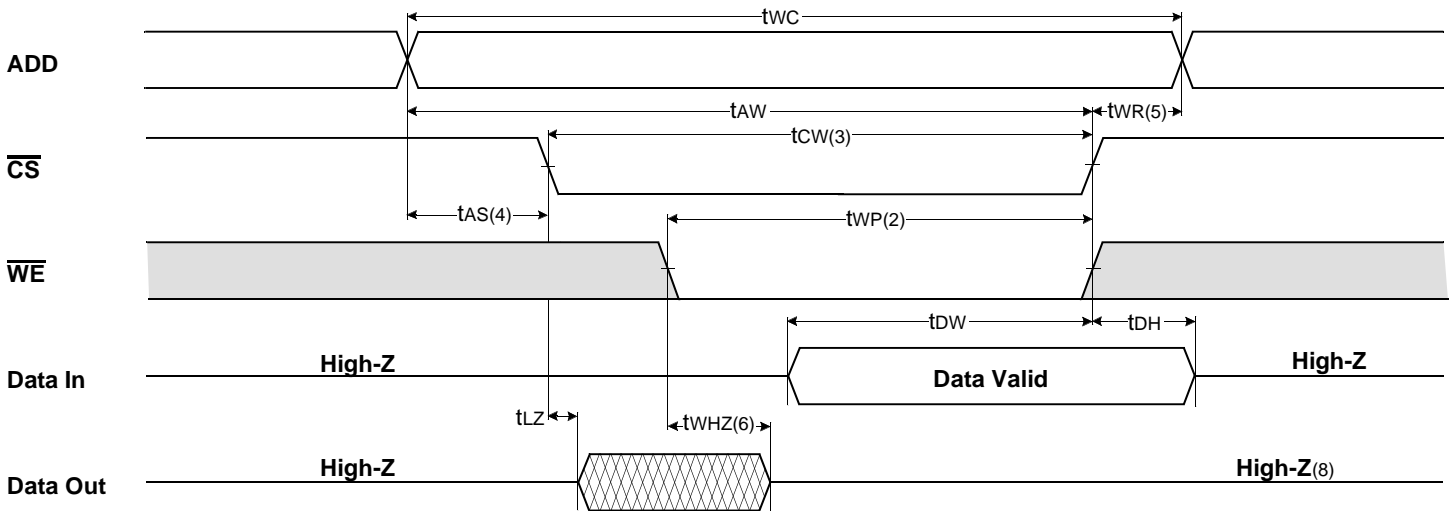 tWC
ADD
tAW
tWR(5)
tCW(3)
CS
tAS(4)
tWP(2)
WE
tDW
tDH
High-Z
High-Z
Data In
Data Valid
tLZ
tWHZ(6)
High-Z
High-Z(8)
Data Out